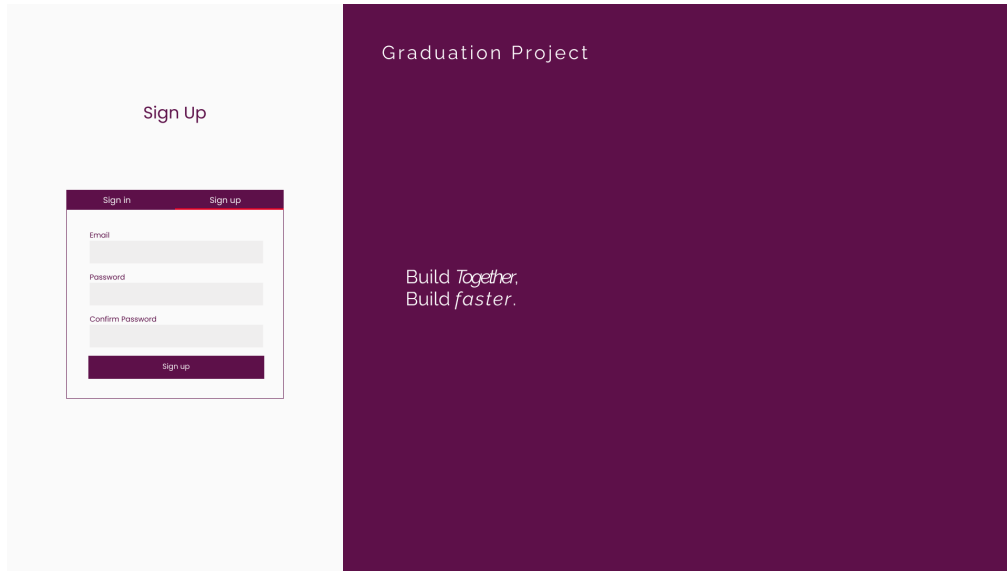 Graduation Project
Sign Up
Sign in
Sign up
Email
Password
Confirm Password
Sign up
Build Together,
Build faster.